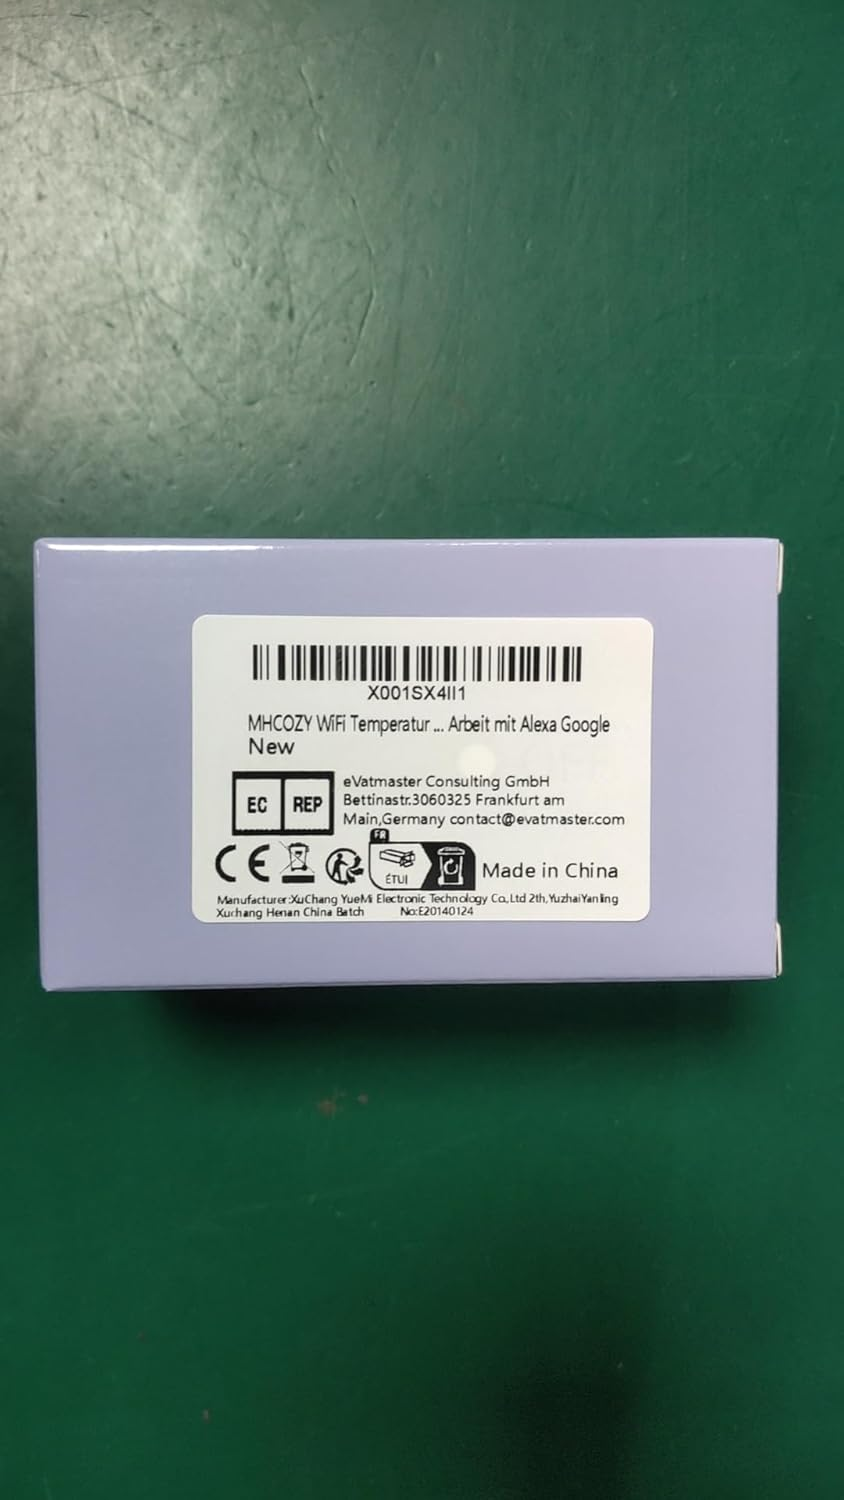 X001SX4II1
MHCOZY WiFi Temperatur ... Arbeit mit Alexa Google
New
EC REP
eVatmaster Consulting GmbH
Bettinastr.3060325 Frankfurt am
Main,Germany contact@evatmaster.com
CE
FR
ÉTUI
Made in China
Manufacturer:XuChang YueMi Electronic Technology Co,Ltd 2th,YuzhaiYanling
Xuchang Henan China Batch No:E20140124